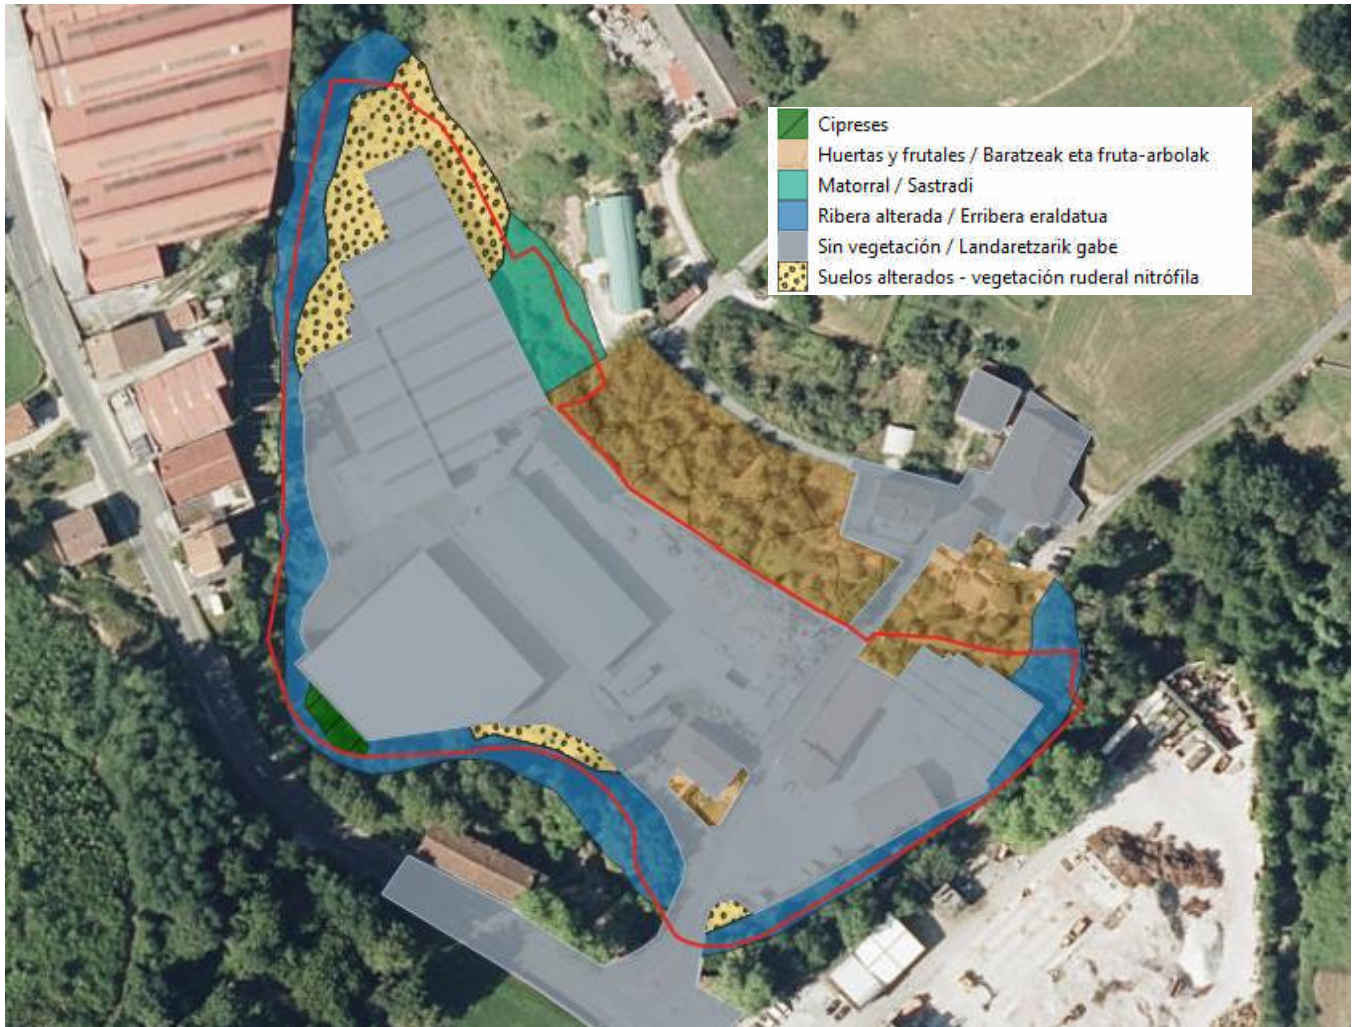 Cipreses
Huertas y frutales / Baratzeak eta fruta-arbolak
Matorral / Sastradi
Ribera alterada / Erribera eraldatua
Sin vegetación / Landaretzarik gabe
Suelos alterados - vegetación ruderal nitrófila